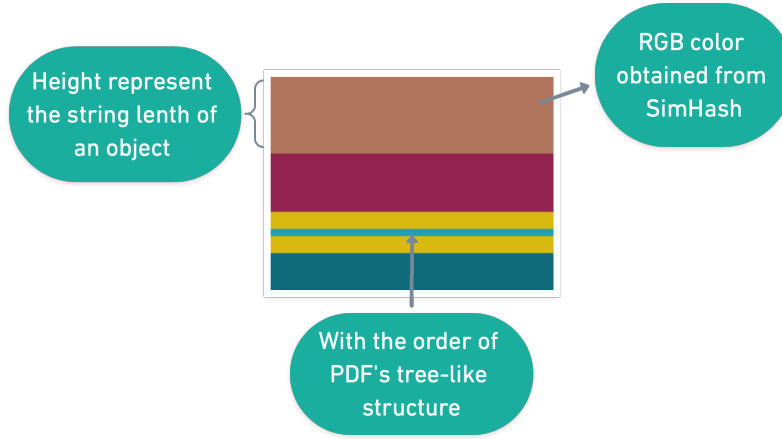 Height represent
the string lenth of
an object
RGB color
obtained from
SimHash
With the order of
PDF's tree-like
structure